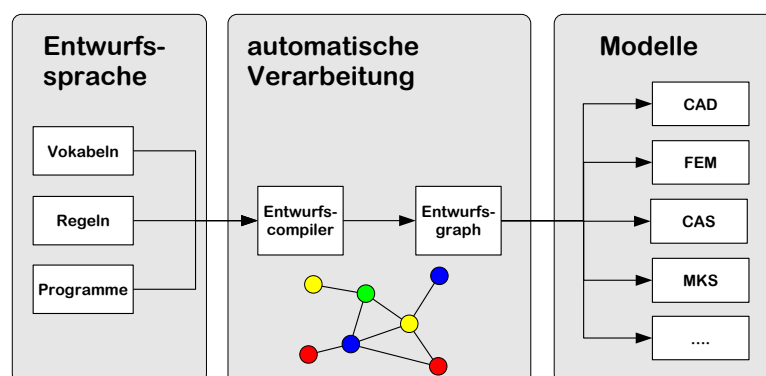 Entwurfs-
sprache
Vokabeln
Regeln
Programme
automatische
Verarbeitung
Entwurfs-
compiler
Entwurfs-
graph
Modelle
CAD
FEM
CAS
MKS
....